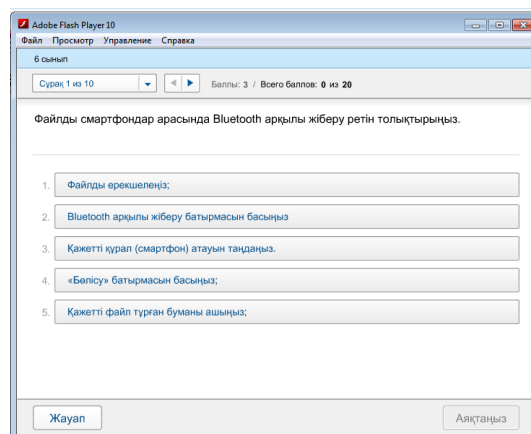 Adobe Flash Player 10
Файл Просмотр Управление Справка
6 сынып
Сұрақ 1 из 10 Баллы: 3 / Всего баллов: 0 из 20
Файлды смартфондар арасында Bluetooth арқылы жіберу ретін толықтырыңыз.
1. Файлды ерекшелеңіз;
2. Bluetooth арқылы жіберу батырмасын басыңыз
3. Қажетті құрал (смартфон) атауын таңдаңыз.
4. «Бөлісу» батырмасын басыңыз;
5. Қажетті файл тұрған буманы ашыңыз;
Жауап Аяқтаңыз